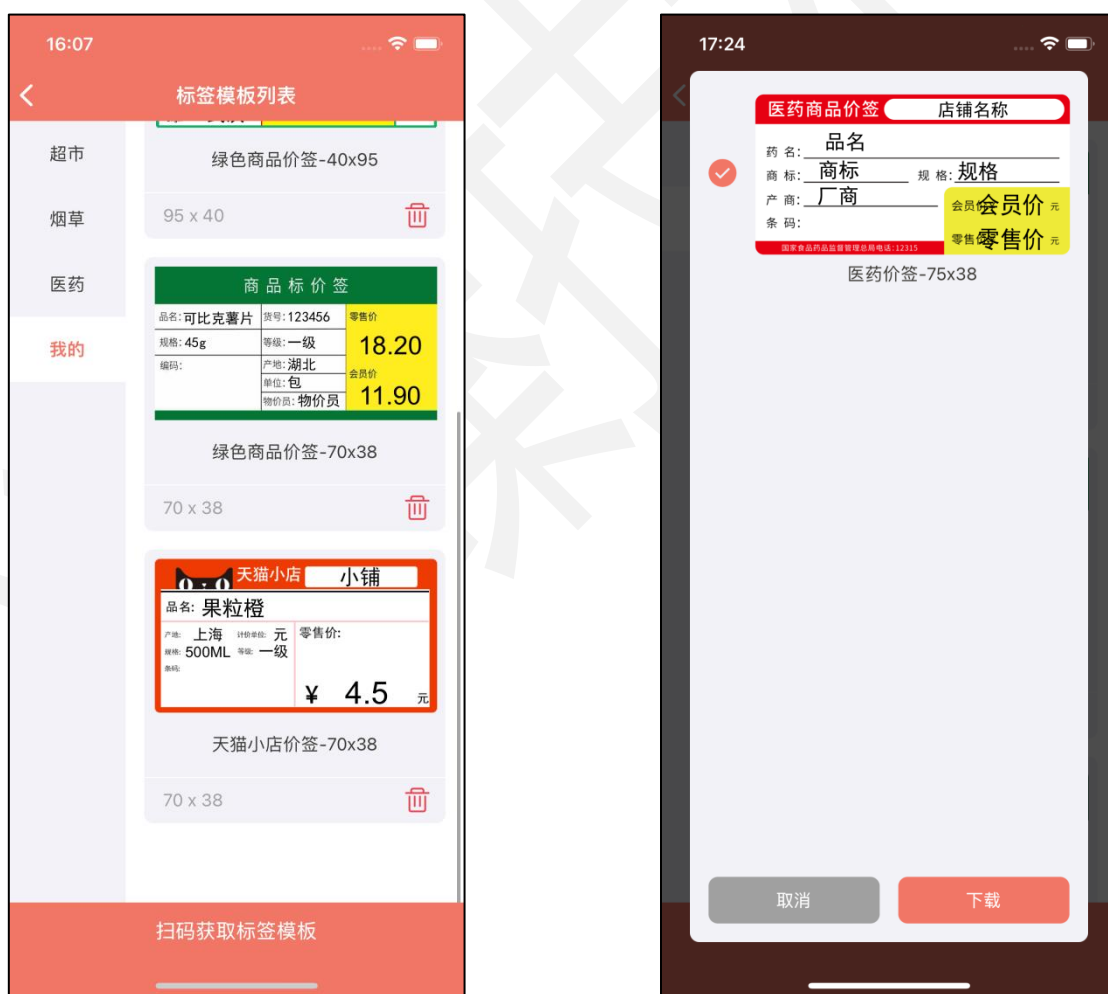 16:07
标签模板列表
超市
烟草
医药
我的
绿色商品价签-40x95
95 x 40
商品标价签
品名:可比克薯片 货号:123456 零售价
规格:45g 等级:一级 18.20
编码: 产地:湖北
单位:包 会员价
物价员:物价员 11.90
绿色商品价签-70x38
70 x 38
天猫小店 小铺
品名: 果粒橙
产地: 上海 计价单位: 元 零售价:
规格: 500ML 等级: 一级
条码:
¥ 4.5 元
天猫小店价签-70x38
70 x 38
扫码获取标签模板
17:24
医药商品价签 店铺名称
药 名: 品名
商 标: 商标 规 格: 规格
产 商: 厂商 会员价 会员价 元
条 码:
国家食品药品监督管理总局电话:12315 零售价 零售价 元
医药价签-75x38
取消
下载